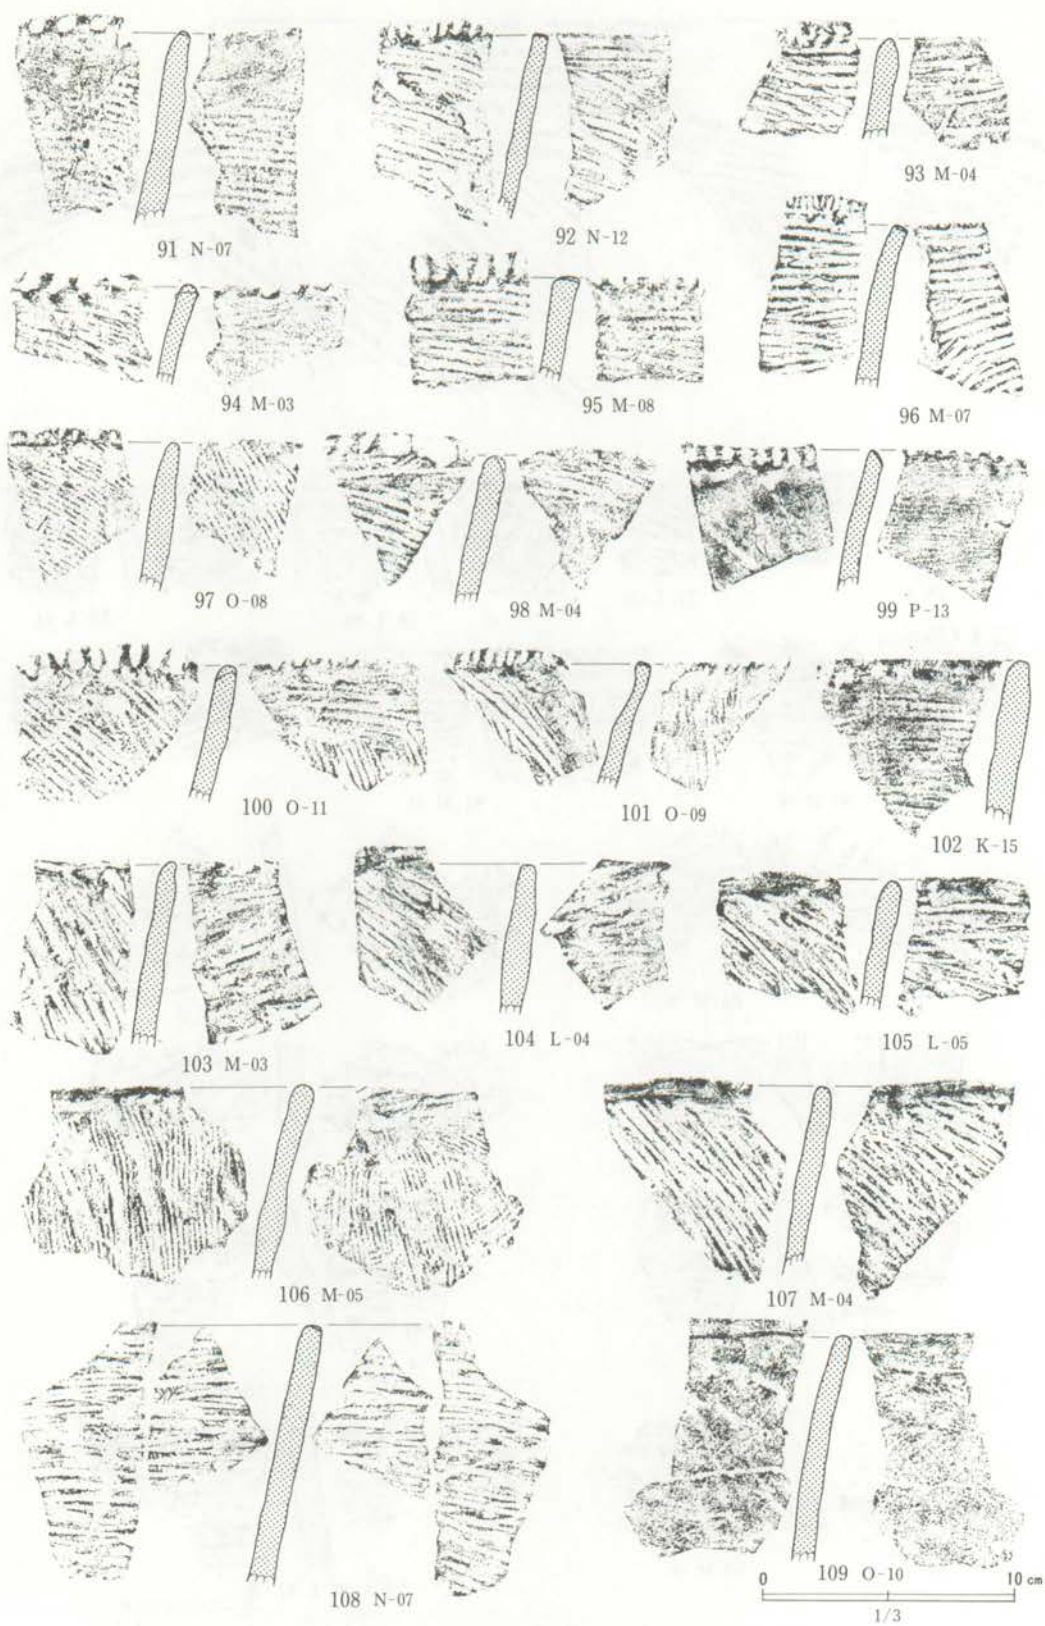 91 N-07
92 N-12
93 M-04
94 M-03
95 M-08
96 M-07
97 O-08
98 M-04
99 P-13
100 O-11
101 O-09
102 K-15
103 M-03
104 L-04
105 L-05
106 M-05
107 M-04
108 N-07
109 O-10
0 10 cm
1/3